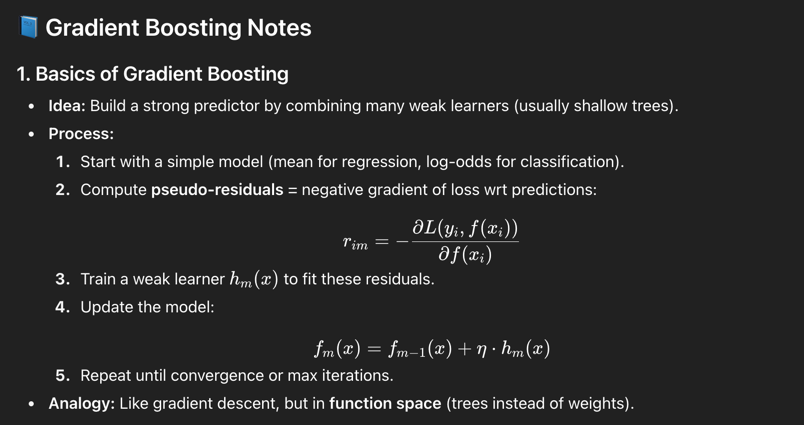 📘 Gradient Boosting Notes
1. Basics of Gradient Boosting
• Idea: Build a strong predictor by combining many weak learners (usually shallow trees).
• Process:
1. Start with a simple model (mean for regression, log-odds for classification).
2. Compute pseudo-residuals = negative gradient of loss wrt predictions:
r_{im} = -\frac{\partial L(y_i, f(x_i))}{\partial f(x_i)}
3. Train a weak learner h_m(x) to fit these residuals.
4. Update the model:
f_m(x) = f_{m-1}(x) + η · h_m(x)
5. Repeat until convergence or max iterations.
• Analogy: Like gradient descent, but in function space (trees instead of weights).